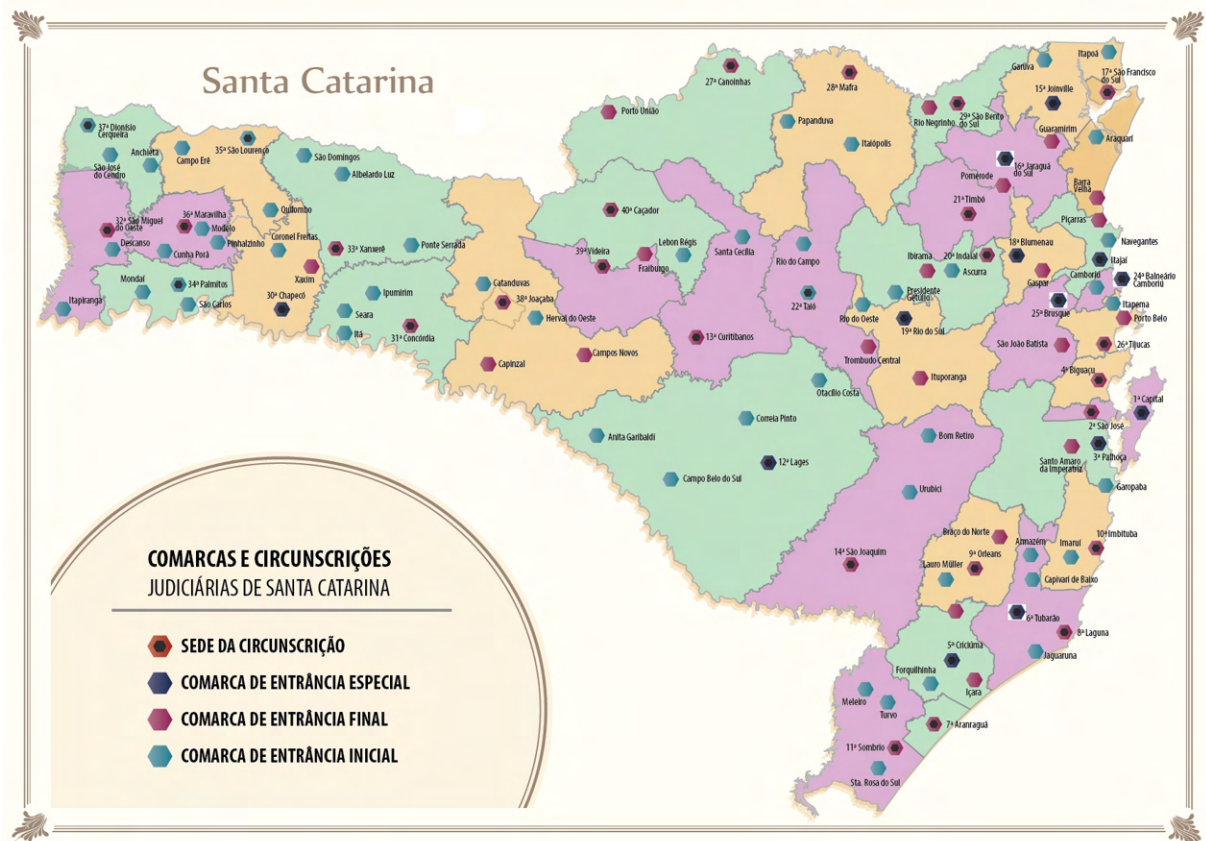 Santa Catarina
27ª Canoinhas
28ª Mafra
Porto União
Papanduva
Itaiópolis
Rio Negrinho
29ª São Bento
do Sul
Garuva
Itapoá
17ª São Francisco
do Sul
15ª Joinville
Guaramirim
Araquari
16ª Jaraguá
do Sul
Pomerode
21ª Timbó
Barra
Velha
Piçarras
37ª Dionísio
Cerqueira
São José
do Cendro
Anchieta
Campo Erê
35ª São Lourenço
São Domingos
Abelardo Luz
32ª São Miguel
do Oeste
36ª Maravilha
Modelo
Descanso
Cunha Porã
Pinhalzinho
Quilombo
Coronel Freitas
33ª Xanxerê
Xaxim
Ponte Serrada
Mondaí
34ª Palmitos
São Carlos
Itapiranga
30ª Chapecó
Ipumirim
Seara
Itá
31ª Concórdia
Catanduvas
38ª Joaçaba
Herval do Oeste
Capinzal
Campos Novos
40ª Caçador
39ª Videira
Fraiburgo
Lebon Régis
Santa Cecília
13ª Curitibanos
Rio do Campo
22ª Taió
Ibirama
20ª Indaial
Ascurra
Presidente
Getúlio
Rio do Oeste
19ª Rio do Sul
Trombudo Central
Ituporanga
18ª Blumenau
Gaspar
Navegantes
Itajaí
24ª Balneário
Camboriú
Camboriú
25ª Brusque
Itapema
Porto Belo
São João Batista
26ª Tijucas
4ª Biguaçu
1ª Capital
2ª São José
3ª Palhoça
Santo Amaro
da Imperatriz
Garopaba
Otacílio Costa
Correia Pinto
Anita Garibaldi
12ª Lages
Campo Belo do Sul
Bom Retiro
Urubici
14ª São Joaquim
Braço do Norte
9ª Orleans
Lauro Müller
Armazém
Imaruí
10ª Imbituba
Capivari de Baixo
6ª Tubarão
8ª Laguna
Jaguaruna
5ª Criciúma
Forquilhinha
Içara
Meleiro
Turvo
7ª Aranraguá
11ª Sombrio
Sta. Rosa do Sul
COMARCAS E CIRCUNSCRIÇÕES
JUDICIÁRIAS DE SANTA CATARINA
SEDE DA CIRCUNSCRIÇÃO
COMARCA DE ENTRÂNCIA ESPECIAL
COMARCA DE ENTRÂNCIA FINAL
COMARCA DE ENTRÂNCIA INICIAL